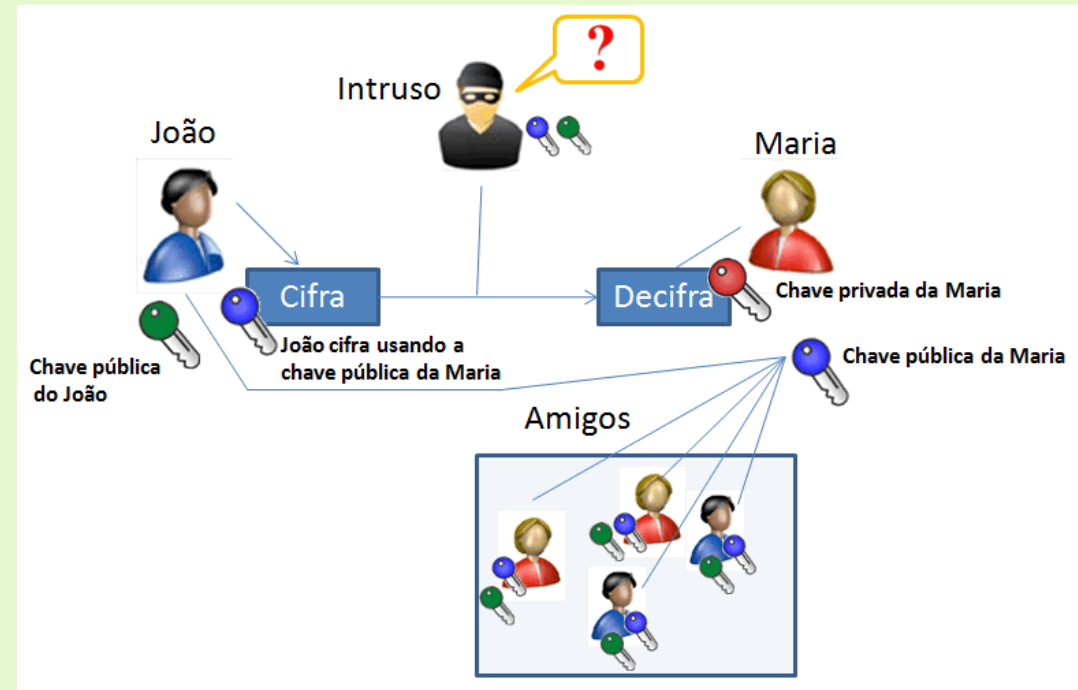 ?
Intruso
João
Maria
Cifra
Decifra
Chave privada da Maria
João cifra usando a
chave pública da Maria
Chave pública
do João
Chave pública da Maria
Amigos